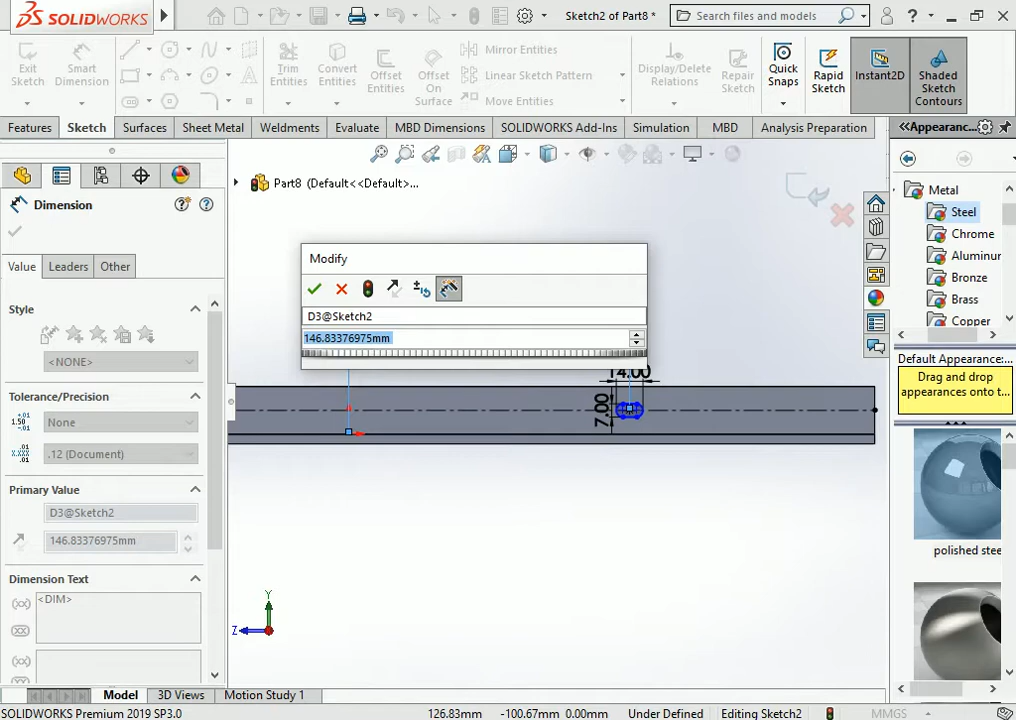 SOLIDWORKS
Sketch2 of Part8 *
Search files and models
Exit Sketch
Smart Dimension
Trim Entities
Convert Entities
Offset Entities
Offset On Surface
Mirror Entities
Linear Sketch Pattern
Move Entities
Display/Delete Relations
Repair Sketch
Quick Snaps
Rapid Sketch
Instant2D
Shaded Sketch Contours
Features
Sketch
Surfaces
Sheet Metal
Weldments
Evaluate
MBD Dimensions
SOLIDWORKS Add-Ins
Simulation
MBD
Analysis Preparation
Appearanc...
Dimension
Part8 (Default<<Default>...
Value
Leaders
Other
Style
<NONE>
Tolerance/Precision
None
.12 (Document)
Primary Value
D3@Sketch2
146.83376975mm
Dimension Text
<DIM>
Modify
D3@Sketch2
146.83376975mm
14.00
7.00
Y
Z
Metal
Steel
Chrome
Aluminum
Bronze
Brass
Copper
Default Appearance:
Drag and drop
appearances onto t...
polished stee
Model
3D Views
Motion Study 1
SOLIDWORKS Premium 2019 SP3.0
126.83mm
-100.67mm
0.00mm
Under Defined
Editing Sketch2
MMGS